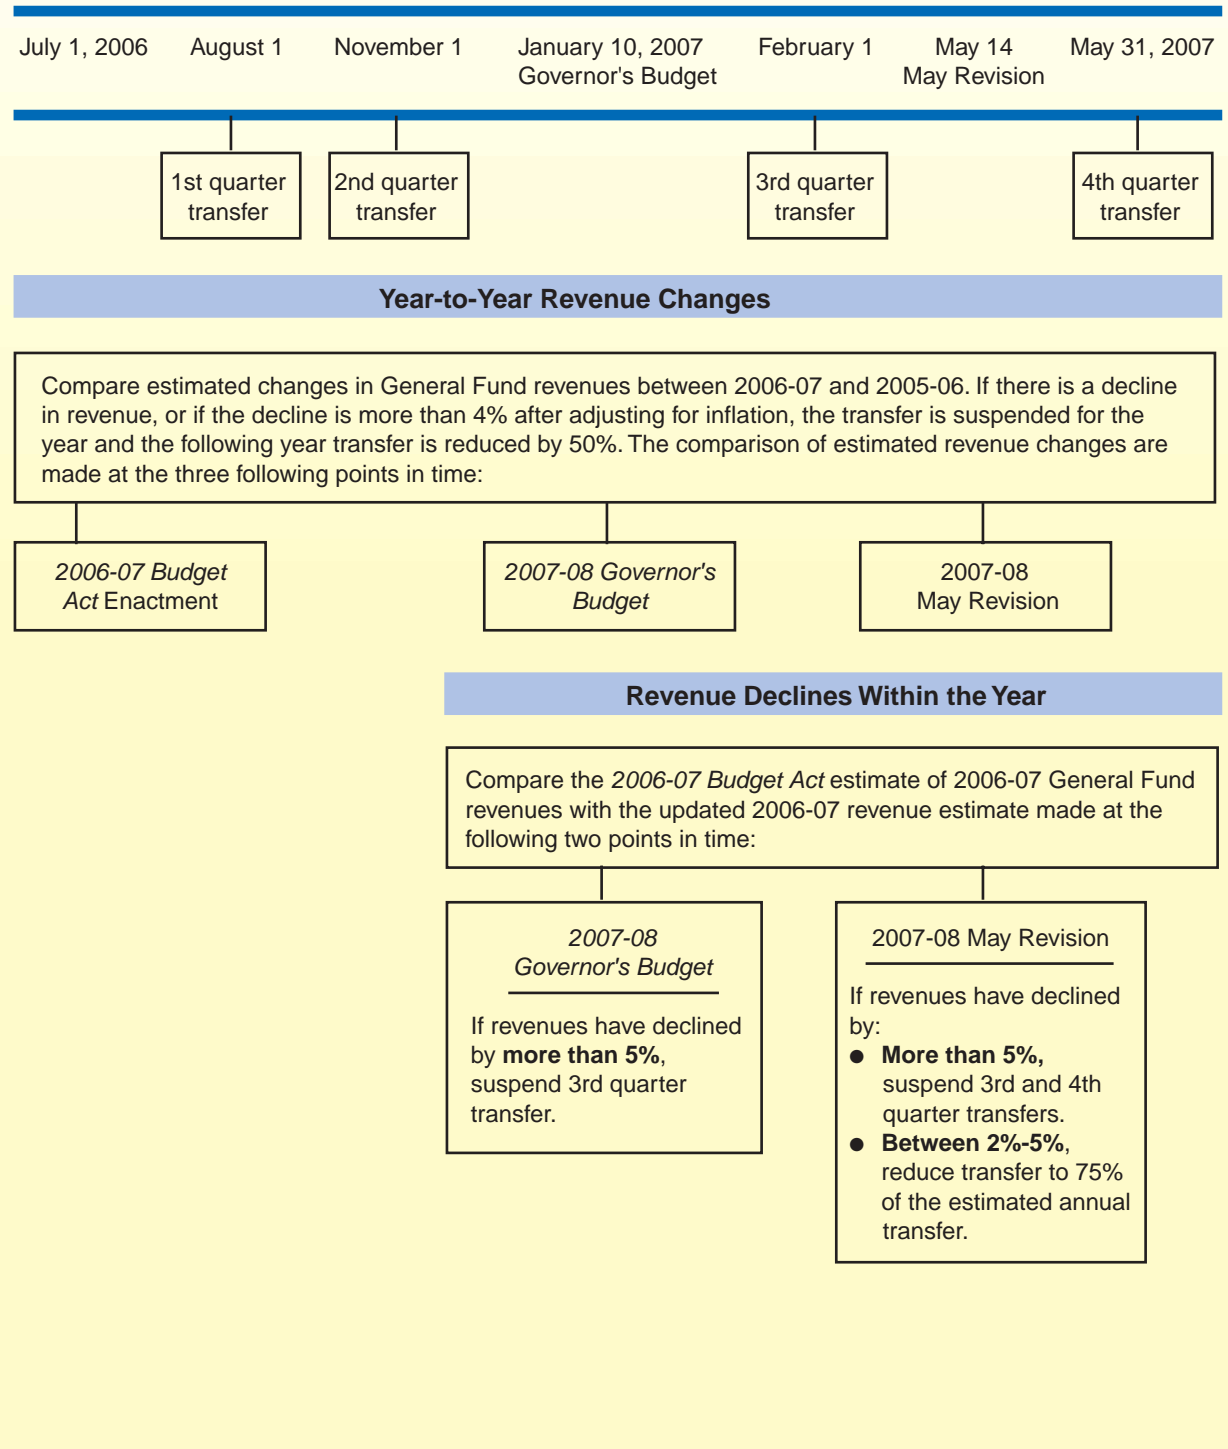 July 1, 2006 August 1 November 1 January 10, 2007 February 1 May 14 May 31, 2007
Governor's Budget May Revision
1st quarter
transfer
2nd quarter
transfer
3rd quarter
transfer
4th quarter
transfer
Year-to-Year Revenue Changes
Compare estimated changes in General Fund revenues between 2006-07 and 2005-06. If there is a decline
in revenue, or if the decline is more than 4% after adjusting for inflation, the transfer is suspended for the
year and the following year transfer is reduced by 50%. The comparison of estimated revenue changes are
made at the three following points in time:
2006-07 Budget
Act Enactment
2007-08 Governor's
Budget
2007-08
May Revision
Revenue Declines Within the Year
Compare the 2006-07 Budget Act estimate of 2006-07 General Fund
revenues with the updated 2006-07 revenue estimate made at the
following two points in time:
2007-08
Governor's Budget
If revenues have declined
by more than 5%,
suspend 3rd quarter
transfer.
2007-08 May Revision
If revenues have declined
by:
● More than 5%,
suspend 3rd and 4th
quarter transfers.
● Between 2%-5%,
reduce transfer to 75%
of the estimated annual
transfer.